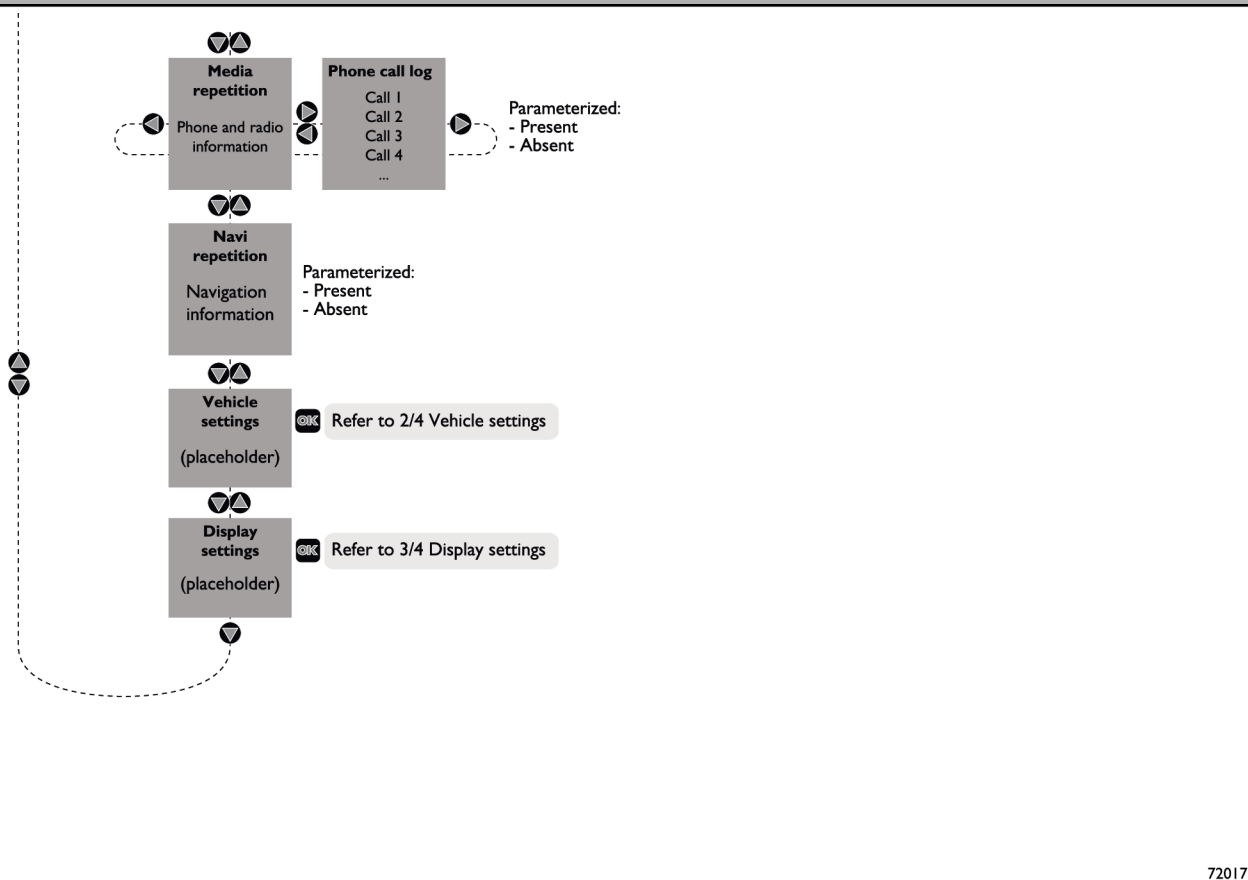 Media
repetition
Phone and radio
information
Phone call log
Call 1
Call 2
Call 3
Call 4
...
Parameterized:
- Present
- Absent
Navi
repetition
Navigation
information
Parameterized:
- Present
- Absent
Vehicle
settings
(placeholder)
OK
Refer to 2/4 Vehicle settings
Display
settings
(placeholder)
OK
Refer to 3/4 Display settings
72017